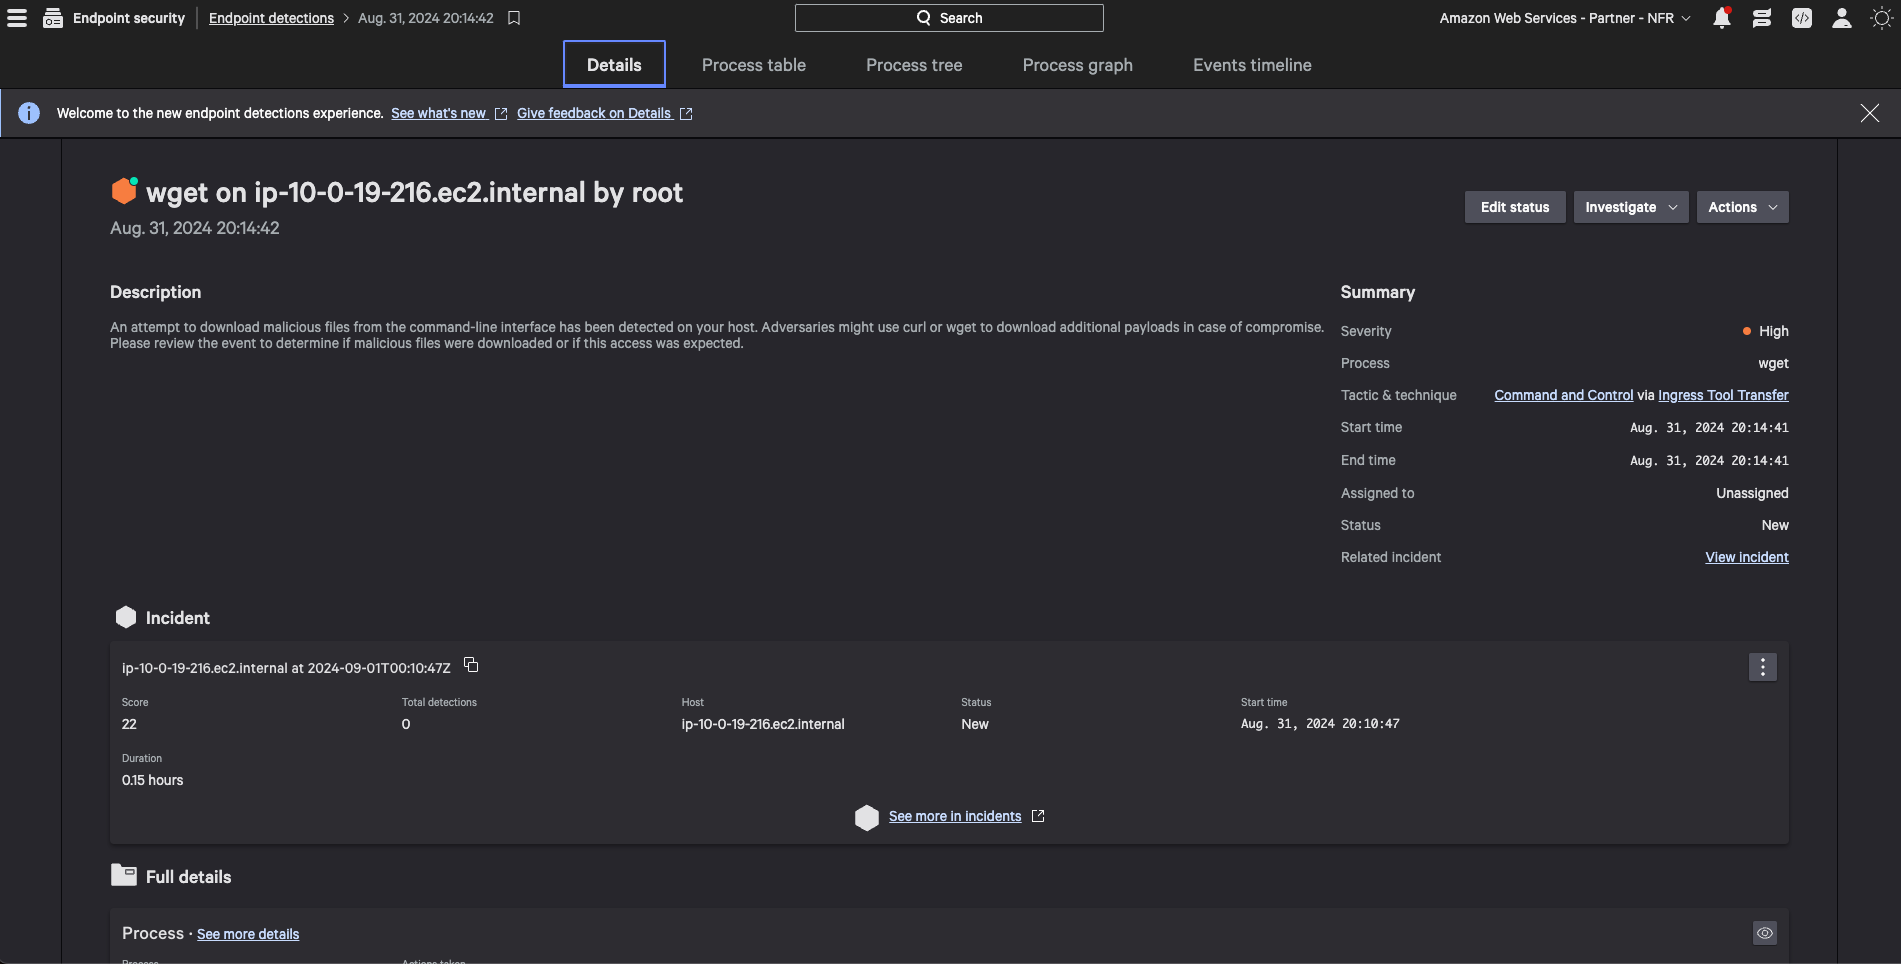 Endpoint security Endpoint detections > Aug. 31, 2024 20:14:42 Search Amazon Web Services - Partner - NFR
Details Process table Process tree Process graph Events timeline
Welcome to the new endpoint detections experience. See what's new Give feedback on Details
wget on ip-10-0-19-216.ec2.internal by root
Aug. 31, 2024 20:14:42
Edit status Investigate Actions
Description
An attempt to download malicious files from the command-line interface has been detected on your host. Adversaries might use curl or wget to download additional payloads in case of compromise.
Please review the event to determine if malicious files were downloaded or if this access was expected.
Summary
Severity High
Process wget
Tactic & technique Command and Control via Ingress Tool Transfer
Start time Aug. 31, 2024 20:14:41
End time Aug. 31, 2024 20:14:41
Assigned to Unassigned
Status New
Related incident View incident
Incident
ip-10-0-19-216.ec2.internal at 2024-09-01T00:10:47Z
Score Total detections Host Status Start time
22 0 ip-10-0-19-216.ec2.internal New Aug. 31, 2024 20:10:47
Duration
0.15 hours
See more in incidents
Full details
Process · See more details
Process Actions taken